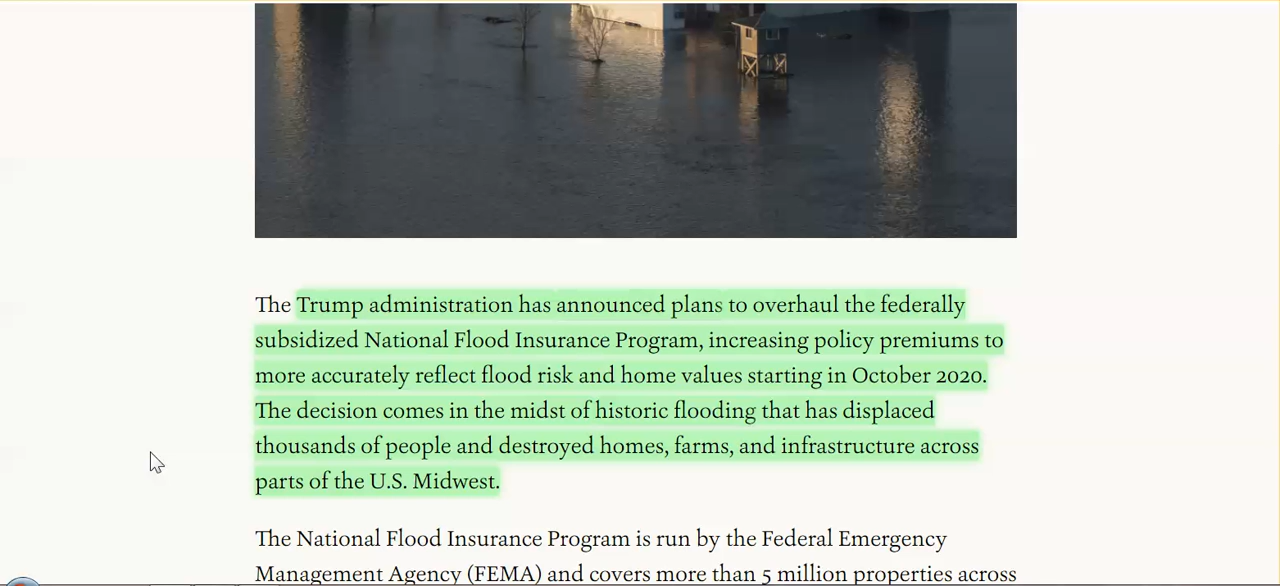 The Trump administration has announced plans to overhaul the federally
subsidized National Flood Insurance Program, increasing policy premiums to
more accurately reflect flood risk and home values starting in October 2020.
The decision comes in the midst of historic flooding that has displaced
thousands of people and destroyed homes, farms, and infrastructure across
parts of the U.S. Midwest.
The National Flood Insurance Program is run by the Federal Emergency
Management Agency (FEMA) and covers more than 5 million properties across